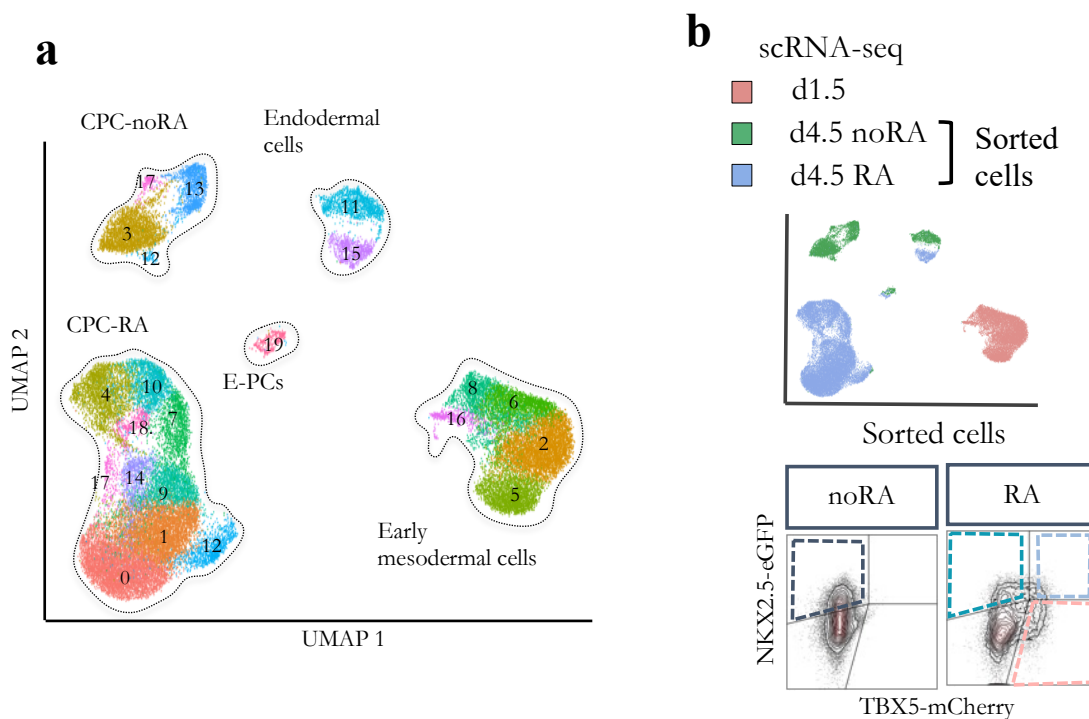 a
CPC-noRA
Endodermal
cells
17
13
3
12
11
15
CPC-RA
19
E-PCs
4
10
7
18
14
17
9
1
12
0
8
6
16
2
5
Early
mesodermal cells
UMAP 2
UMAP 1
b
scRNA-seq
d1.5
d4.5 noRA
d4.5 RA
Sorted
cells
Sorted cells
noRA
RA
NKX2.5-eGFP
TBX5-mCherry